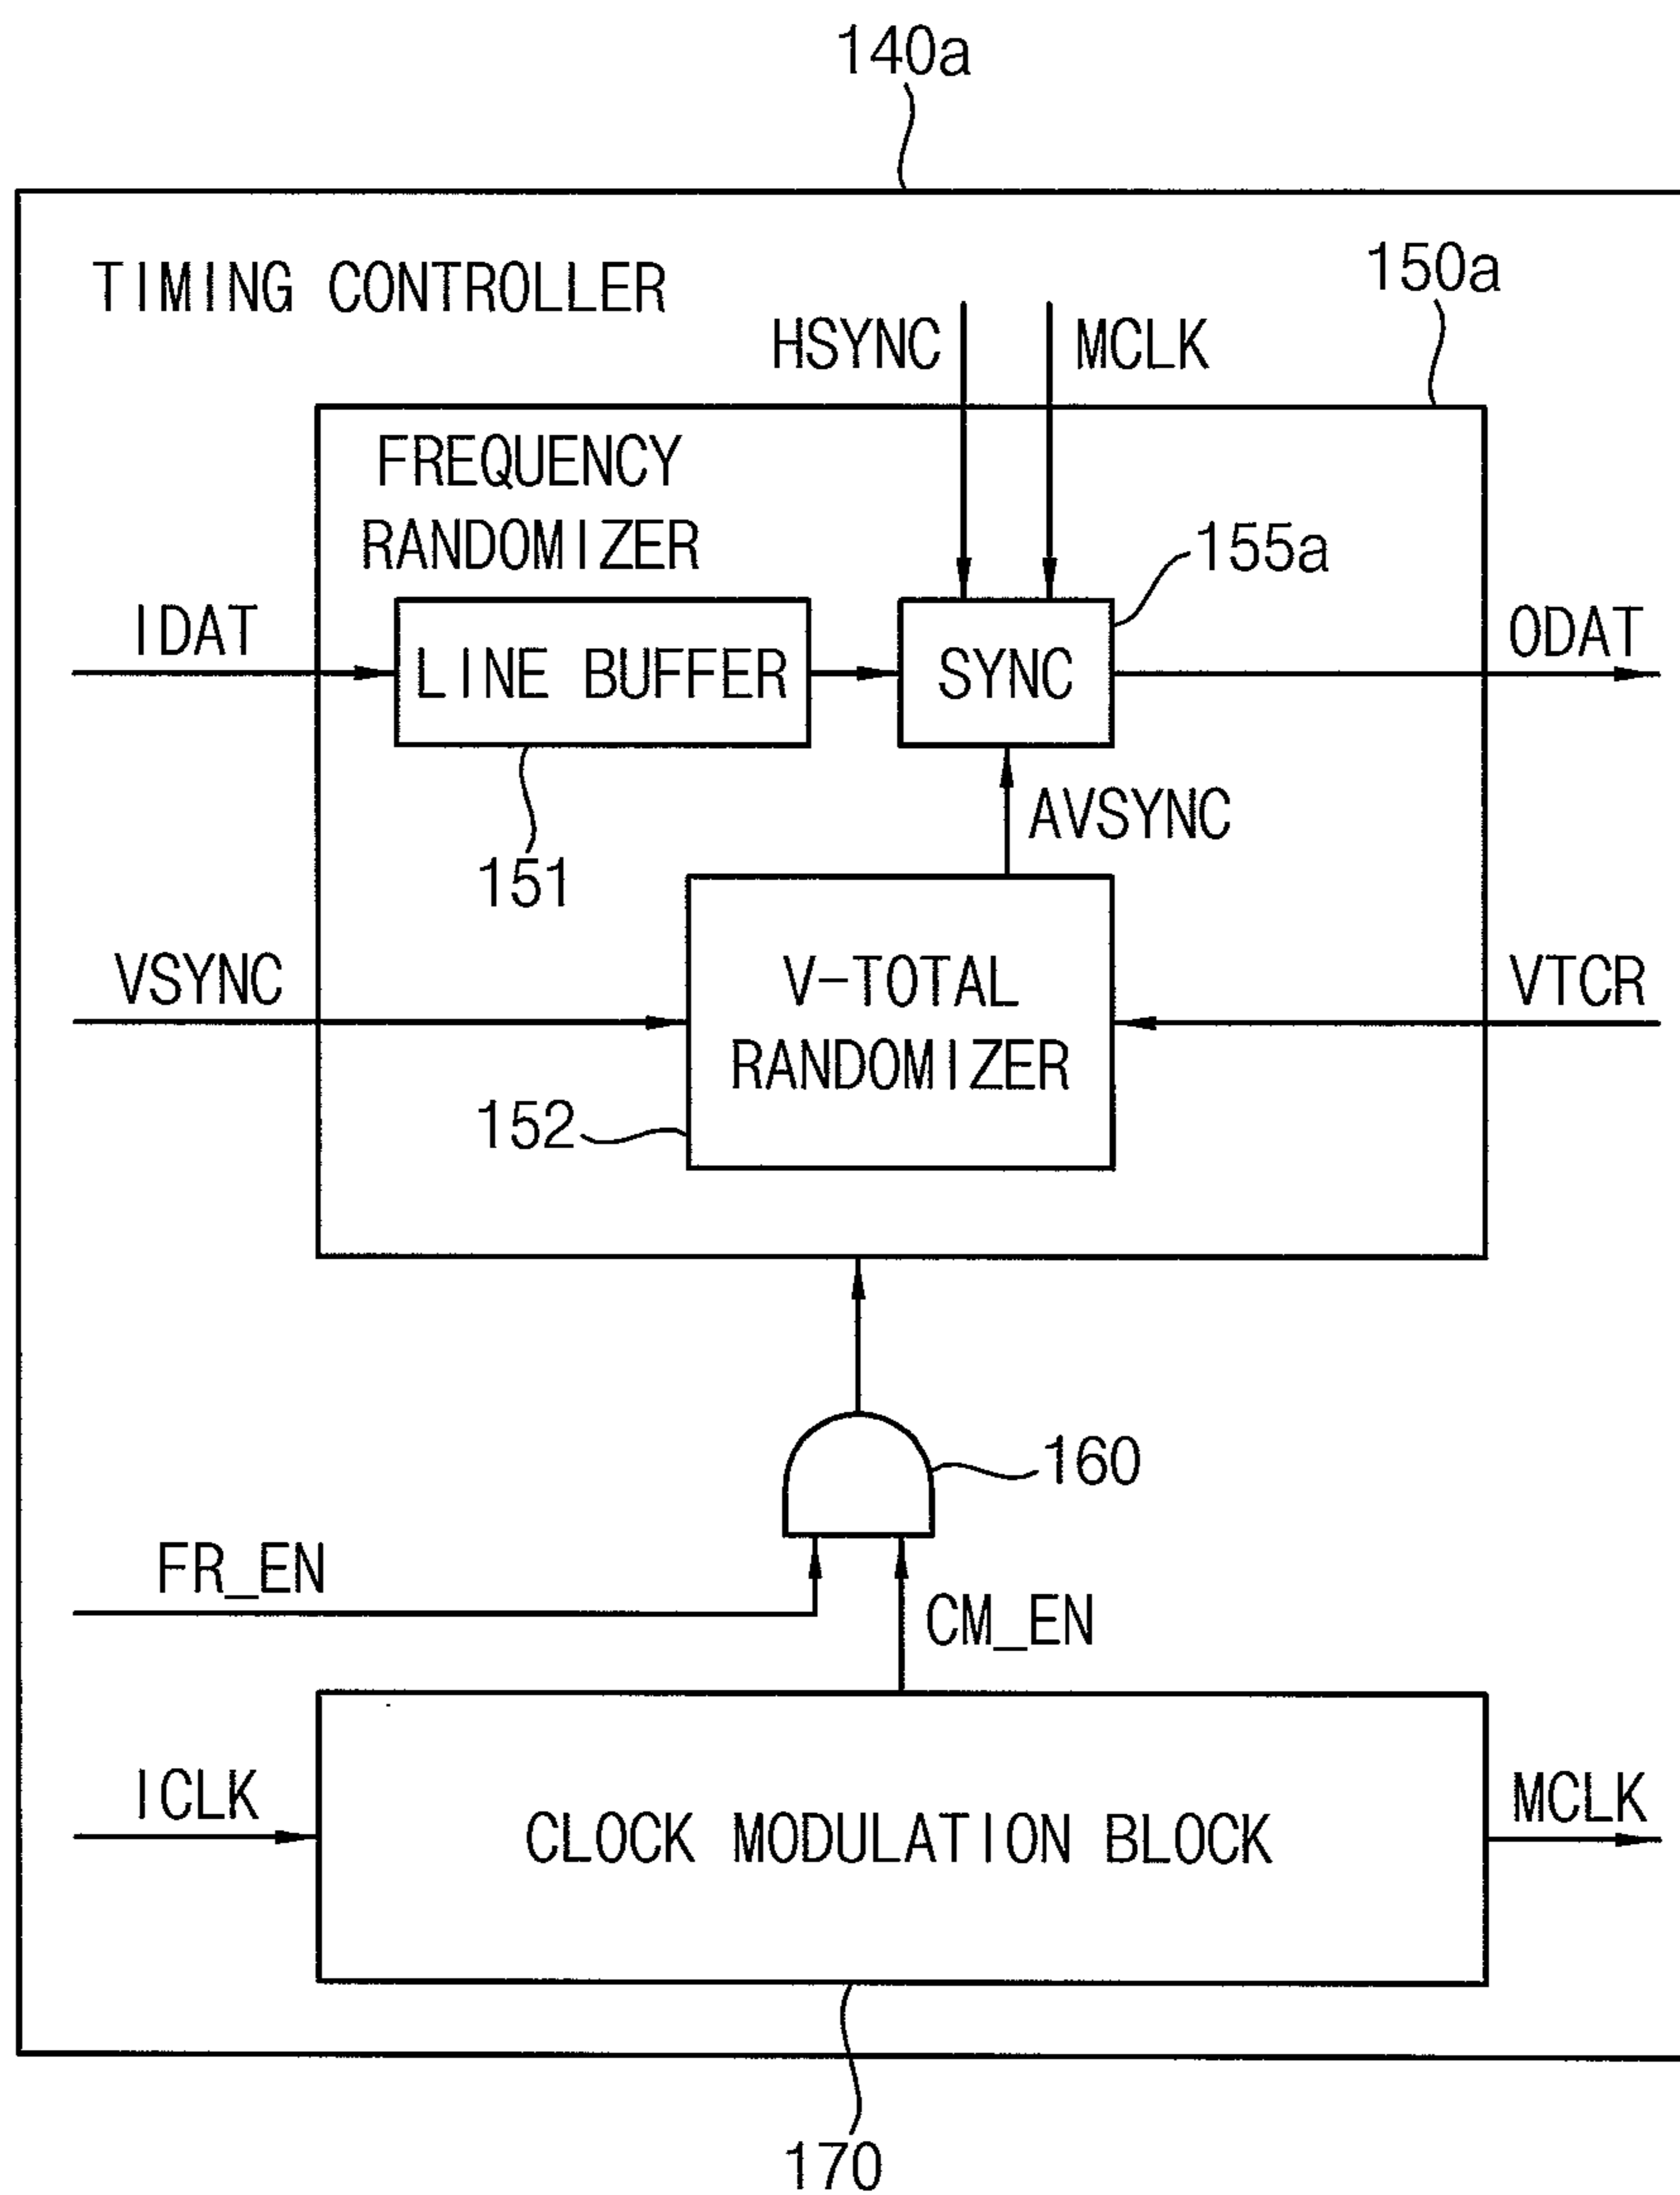 140a
TIMING CONTROLLER
150a
HSYNC
MCLK
FREQUENCY
RANDOMIZER
155a
IDAT
LINE BUFFER
SYNC
ODAT
151
AVSYNC
VSYNC
V-TOTAL
RANDOMIZER
VTCR
152
160
FR_EN
CM_EN
ICLK
CLOCK MODULATION BLOCK
MCLK
170